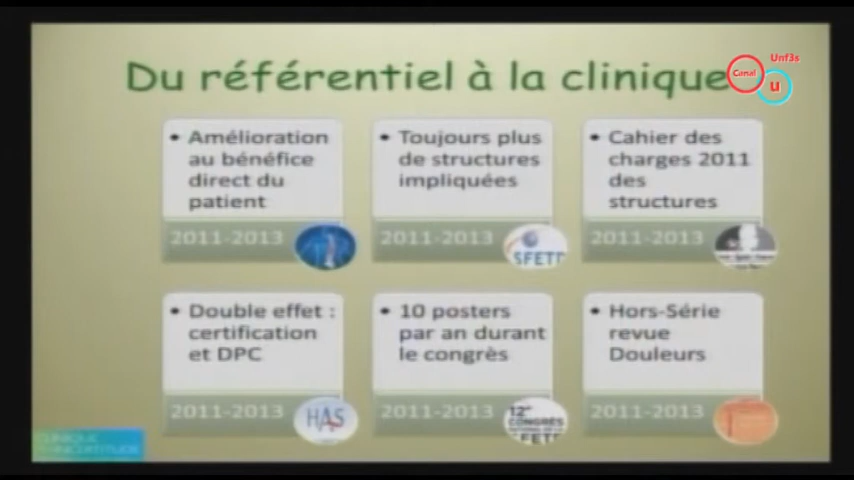 Du référentiel à la clinique
Canal
Unf3s
u
• Amélioration
au bénéfice
direct du
patient
2011-2013
• Toujours plus
de structures
impliquées
2011-2013
SFETD
• Cahier des
charges 2011
des
structures
2011-2013
• Double effet :
certification
et DPC
2011-2013
HAS
• 10 posters
par an durant
le congrès
2011-2013
12e
CONGRÈS
• Hors-Série
revue
Douleurs
2011-2013
CLINIQUE